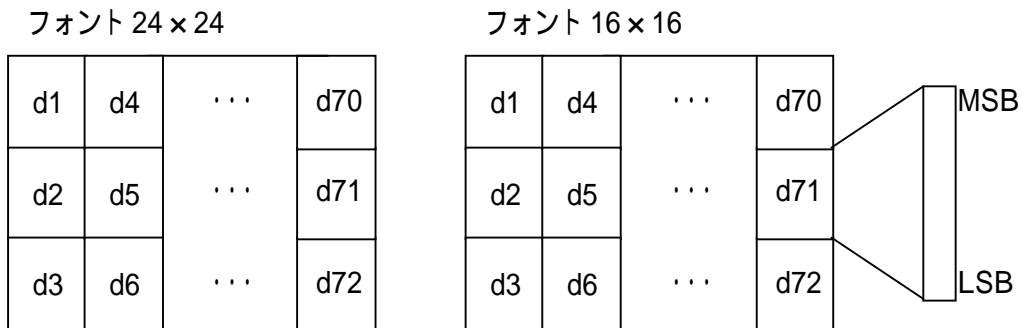 フォント 24 × 24 フォント 16 × 16
d1 d4 ··· d70 d1 d4 ··· d70 MSB
d2 d5 ··· d71 d2 d5 ··· d71
d3 d6 ··· d72 d3 d6 ··· d72 LSB